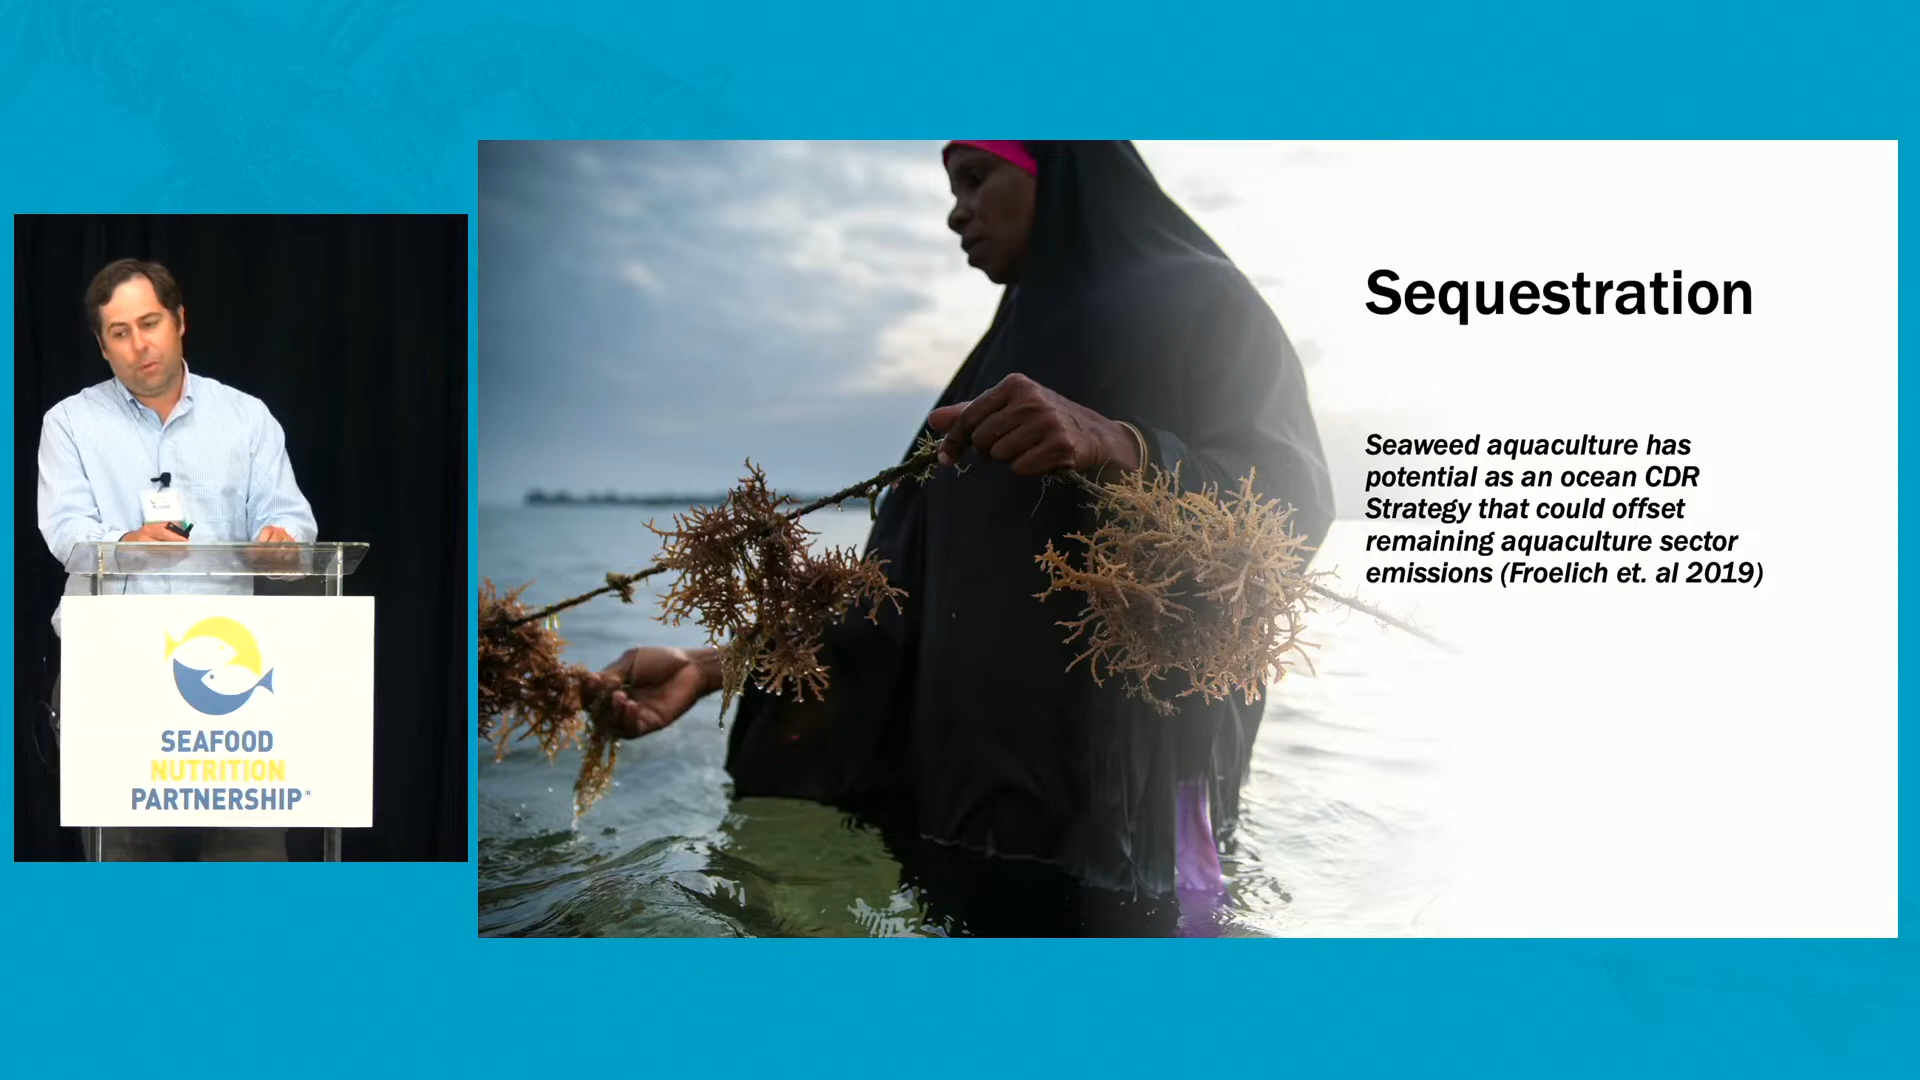 SEAFOOD
NUTRITION
PARTNERSHIP®
Sequestration
Seaweed aquaculture has
potential as an ocean CDR
Strategy that could offset
remaining aquaculture sector
emissions (Froelich et. al 2019)